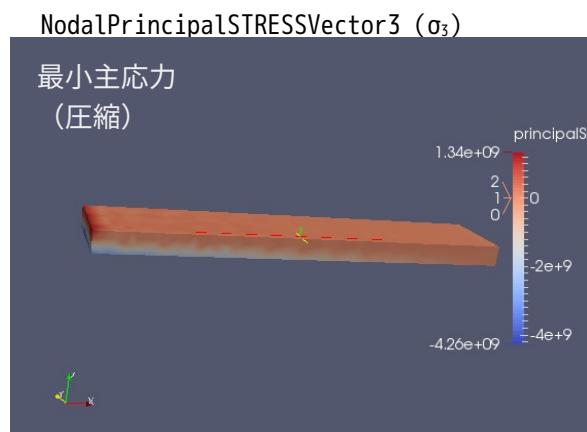 NodalPrincipalSTRESSVector3 (σ₃)
最小主応力
（圧縮）
principalS
1.34e+09
2
1
0
0
-2e+9
-4e+9
-4.26e+09
X